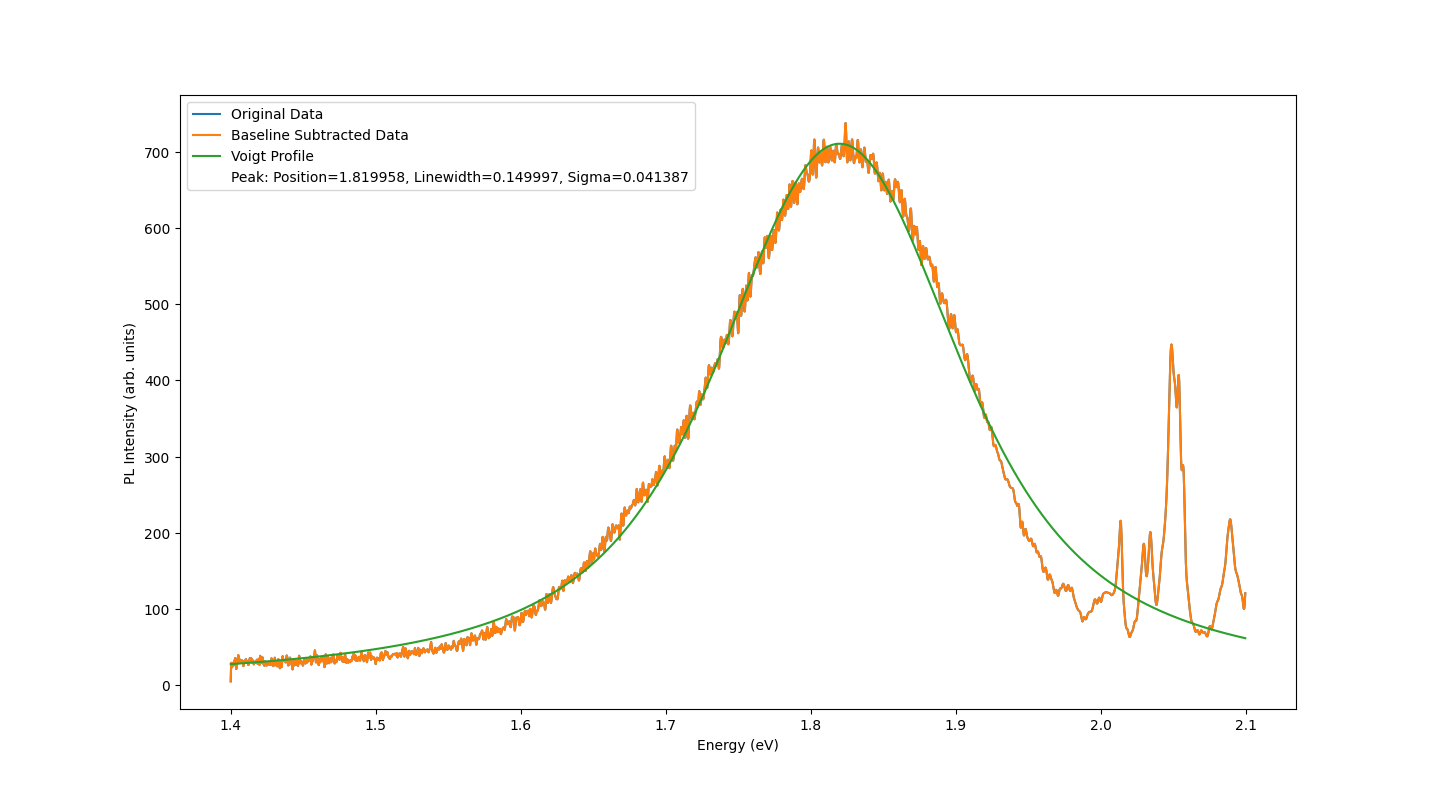 Original Data
Baseline Subtracted Data
Voigt Profile
Peak: Position=1.819958, Linewidth=0.149997, Sigma=0.041387
PL Intensity (arb. units)
700
600
500
400
300
200
100
0
1.4 1.5 1.6 1.7 1.8 1.9 2.0 2.1
Energy (eV)